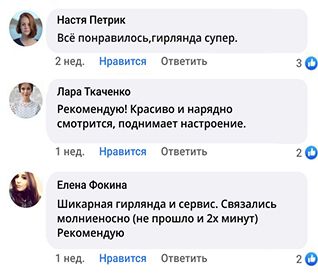 Настя Петрик
Всё понравилось,гирлянда супер.
2 нед. Нравится Ответить 3
Лара Ткаченко
Рекомендую! Красиво и нарядно
смотрится, поднимает настроение.
1 нед. Нравится Ответить 2
Елена Фокина
Шикарная гирлянда и сервис. Связались
молниеносно (не прошло и 2х минут)
Рекомендую
1 нед. Нравится Ответить 2